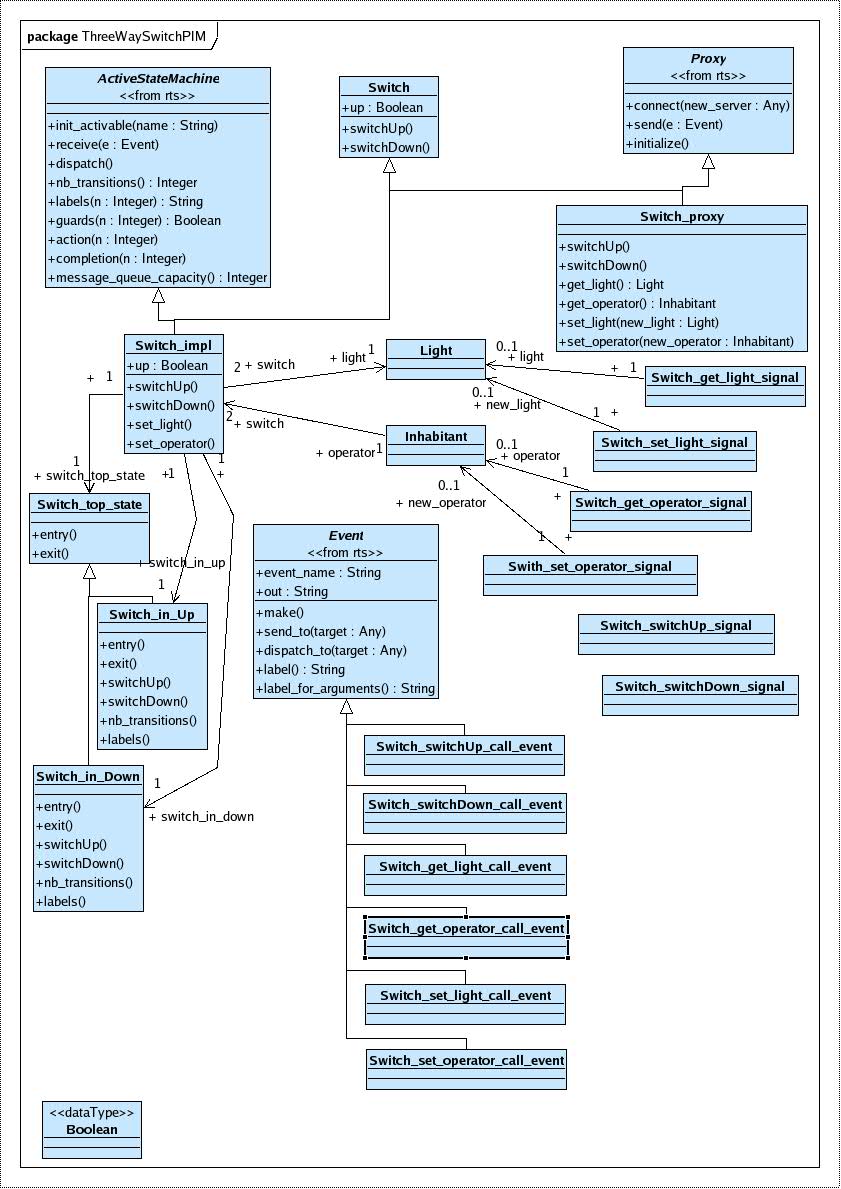 package ThreeWaySwitchPIM
ActiveStateMachine
<<from rts>>
+init_activable(name : String)
+receive(e : Event)
+dispatch()
+nb_transitions() : Integer
+labels(n : Integer) : String
+guards(n : Integer) : Boolean
+action(n : Integer)
+completion(n : Integer)
+message_queue_capacity() : Integer
Switch
+up : Boolean
+switchUp()
+switchDown()
Proxy
<<from rts>>
+connect(new_server : Any)
+send(e : Event)
+initialize()
Switch_proxy
+switchUp()
+switchDown()
+get_light() : Light
+get_operator() : Inhabitant
+set_light(new_light : Light)
+set_operator(new_operator : Inhabitant)
Switch_impl
+up : Boolean
+switchUp()
+switchDown()
+set_light()
+set_operator()
2 + switch
+ light 1
Light
0..1
+ light
+ 1
Switch_get_light_signal
0..1
+ new_light
1 +
Switch_set_light_signal
2 + switch
+ operator 1
Inhabitant
0..1
+ operator
1
+
Switch_get_operator_signal
0..1
+ new_operator
1 +
Swith_set_operator_signal
Switch_switchUp_signal
Switch_switchDown_signal
+ 1
1
+ switch_top_state
+1
1
+
Switch_top_state
+entry()
+exit()
+ switch_in_up
1
Switch_in_Up
+entry()
+exit()
+switchUp()
+switchDown()
+nb_transitions()
+labels()
1
+ switch_in_down
Switch_in_Down
+entry()
+exit()
+switchUp()
+switchDown()
+nb_transitions()
+labels()
Event
<<from rts>>
+event_name : String
+out : String
+make()
+send_to(target : Any)
+dispatch_to(target : Any)
+label() : String
+label_for_arguments() : String
Switch_switchUp_call_event
Switch_switchDown_call_event
Switch_get_light_call_event
Switch_get_operator_call_event
Switch_set_light_call_event
Switch_set_operator_call_event
<<dataType>>
Boolean